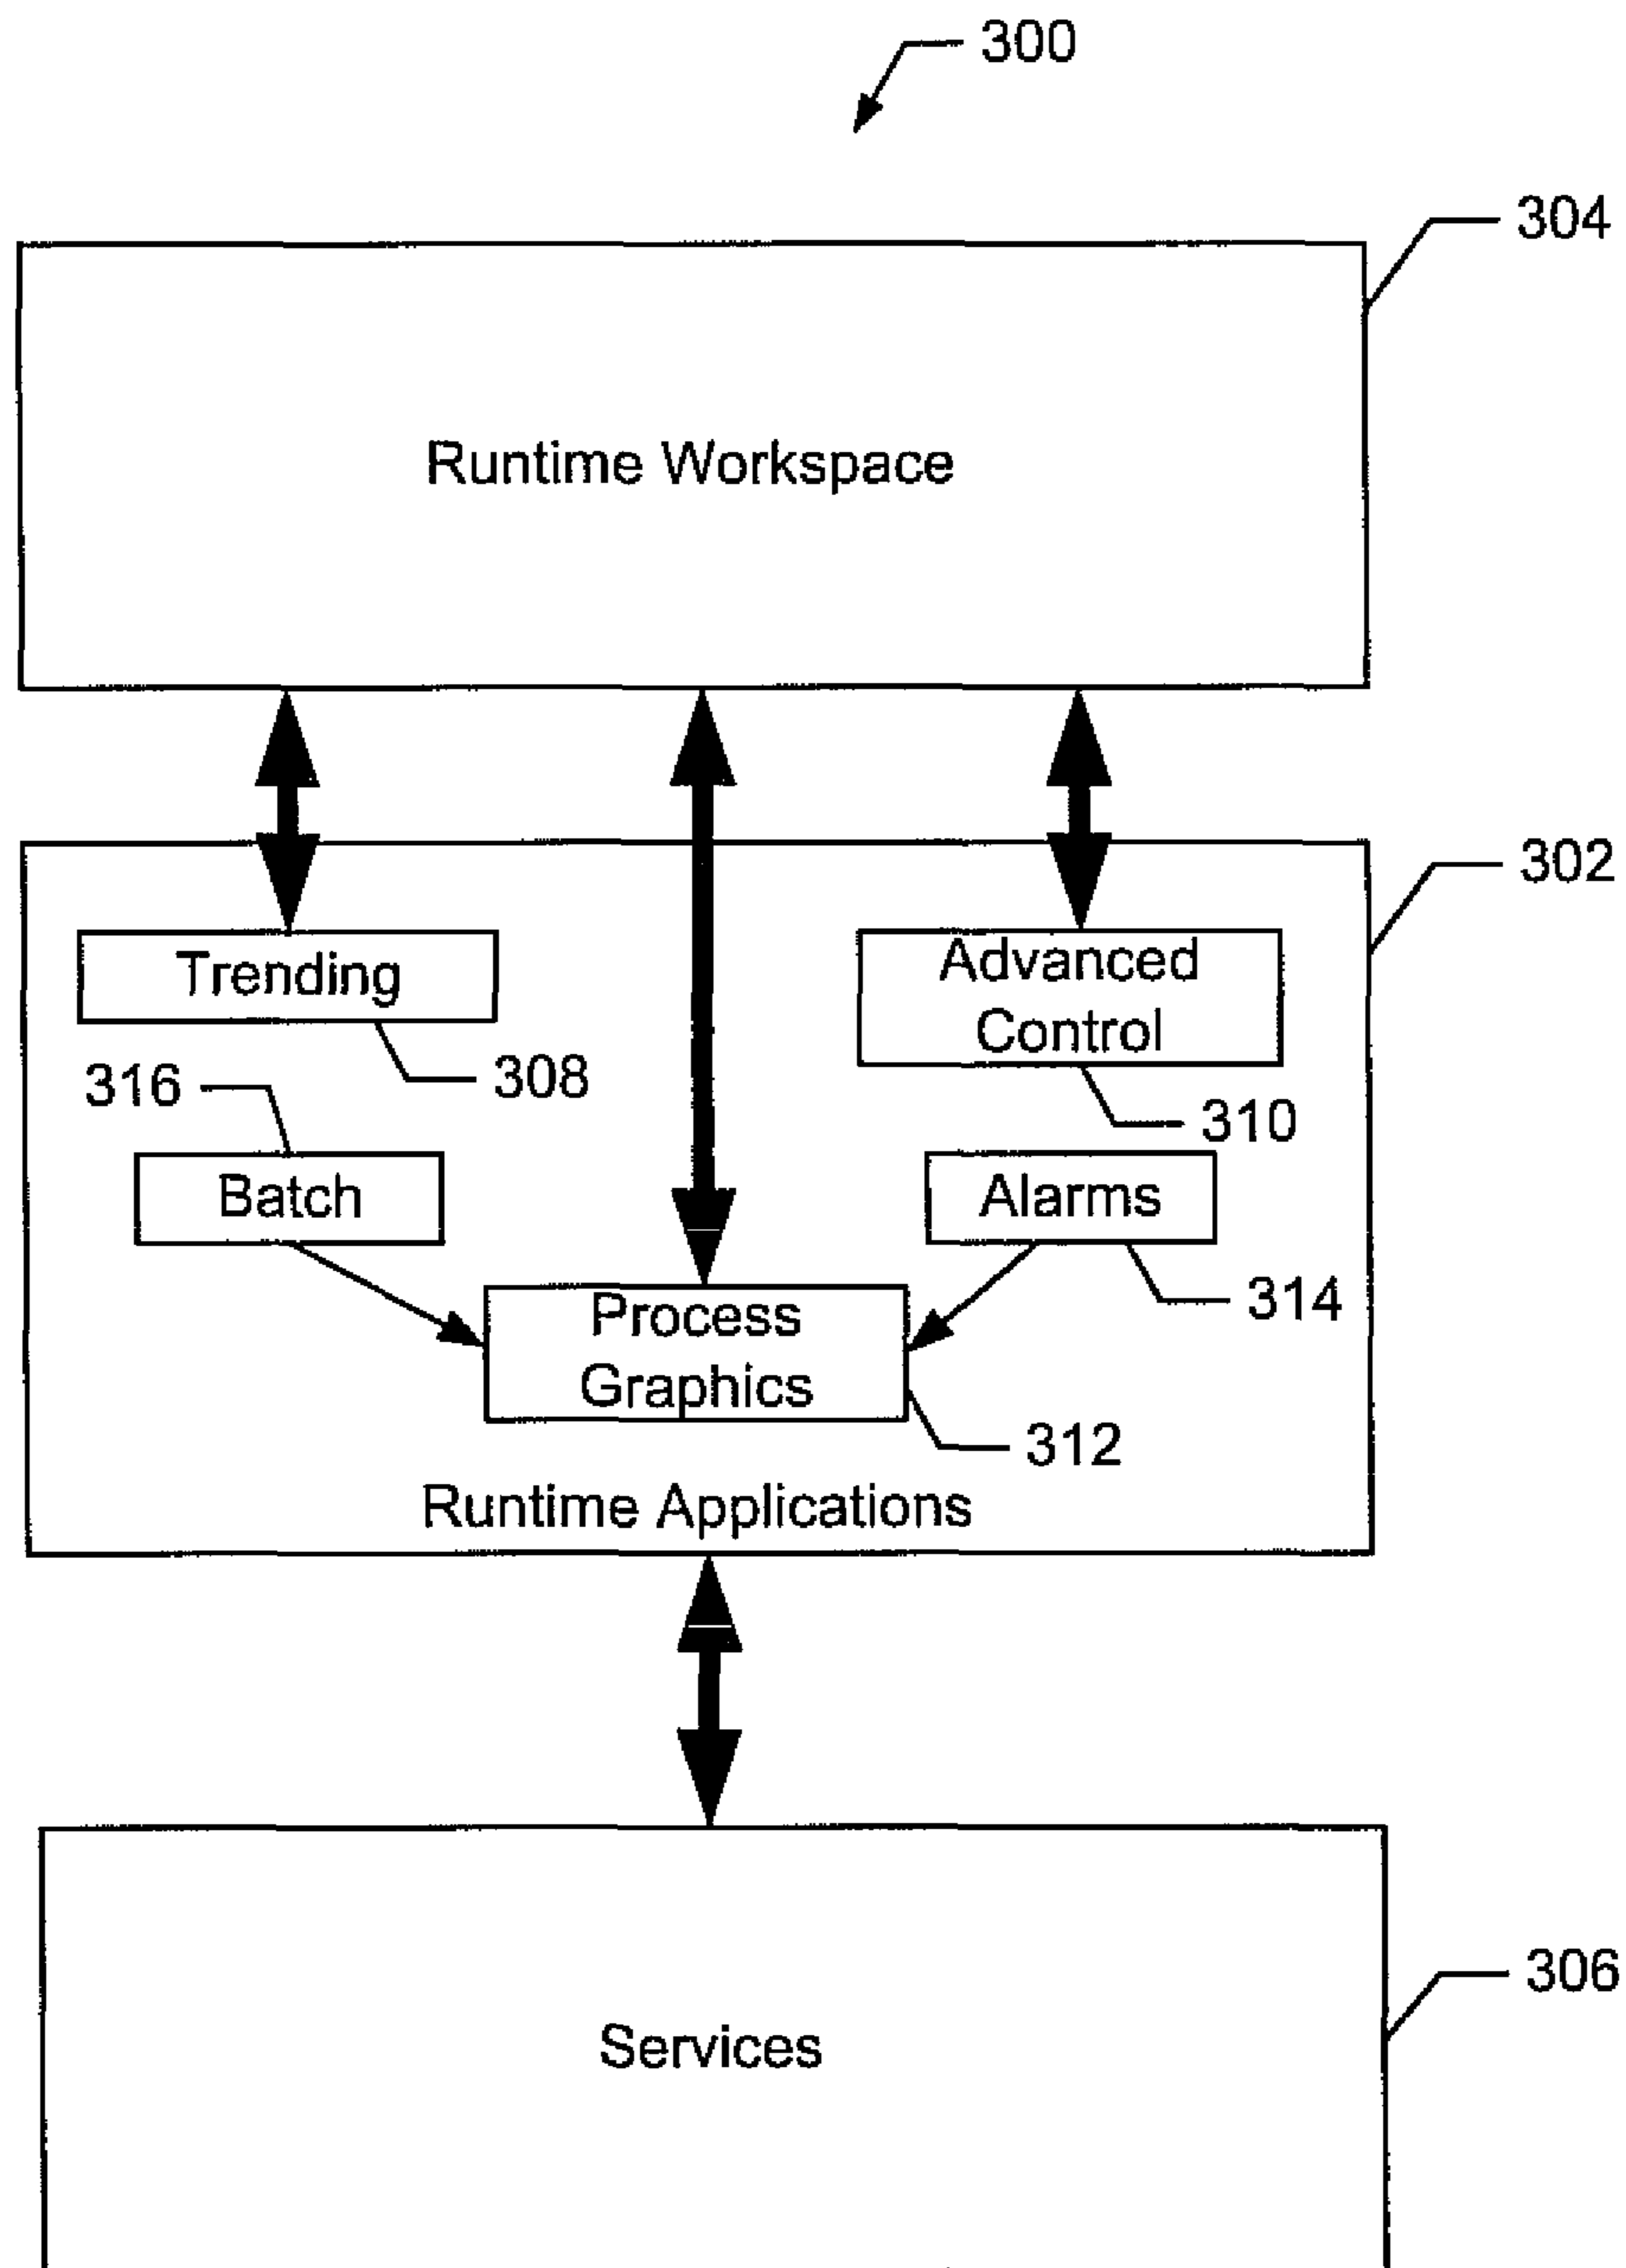 300
304
Runtime Workspace
302
Trending
Advanced
Control
308
316
310
Batch
Alarms
314
Process
Graphics
312
Runtime Applications
306
Services